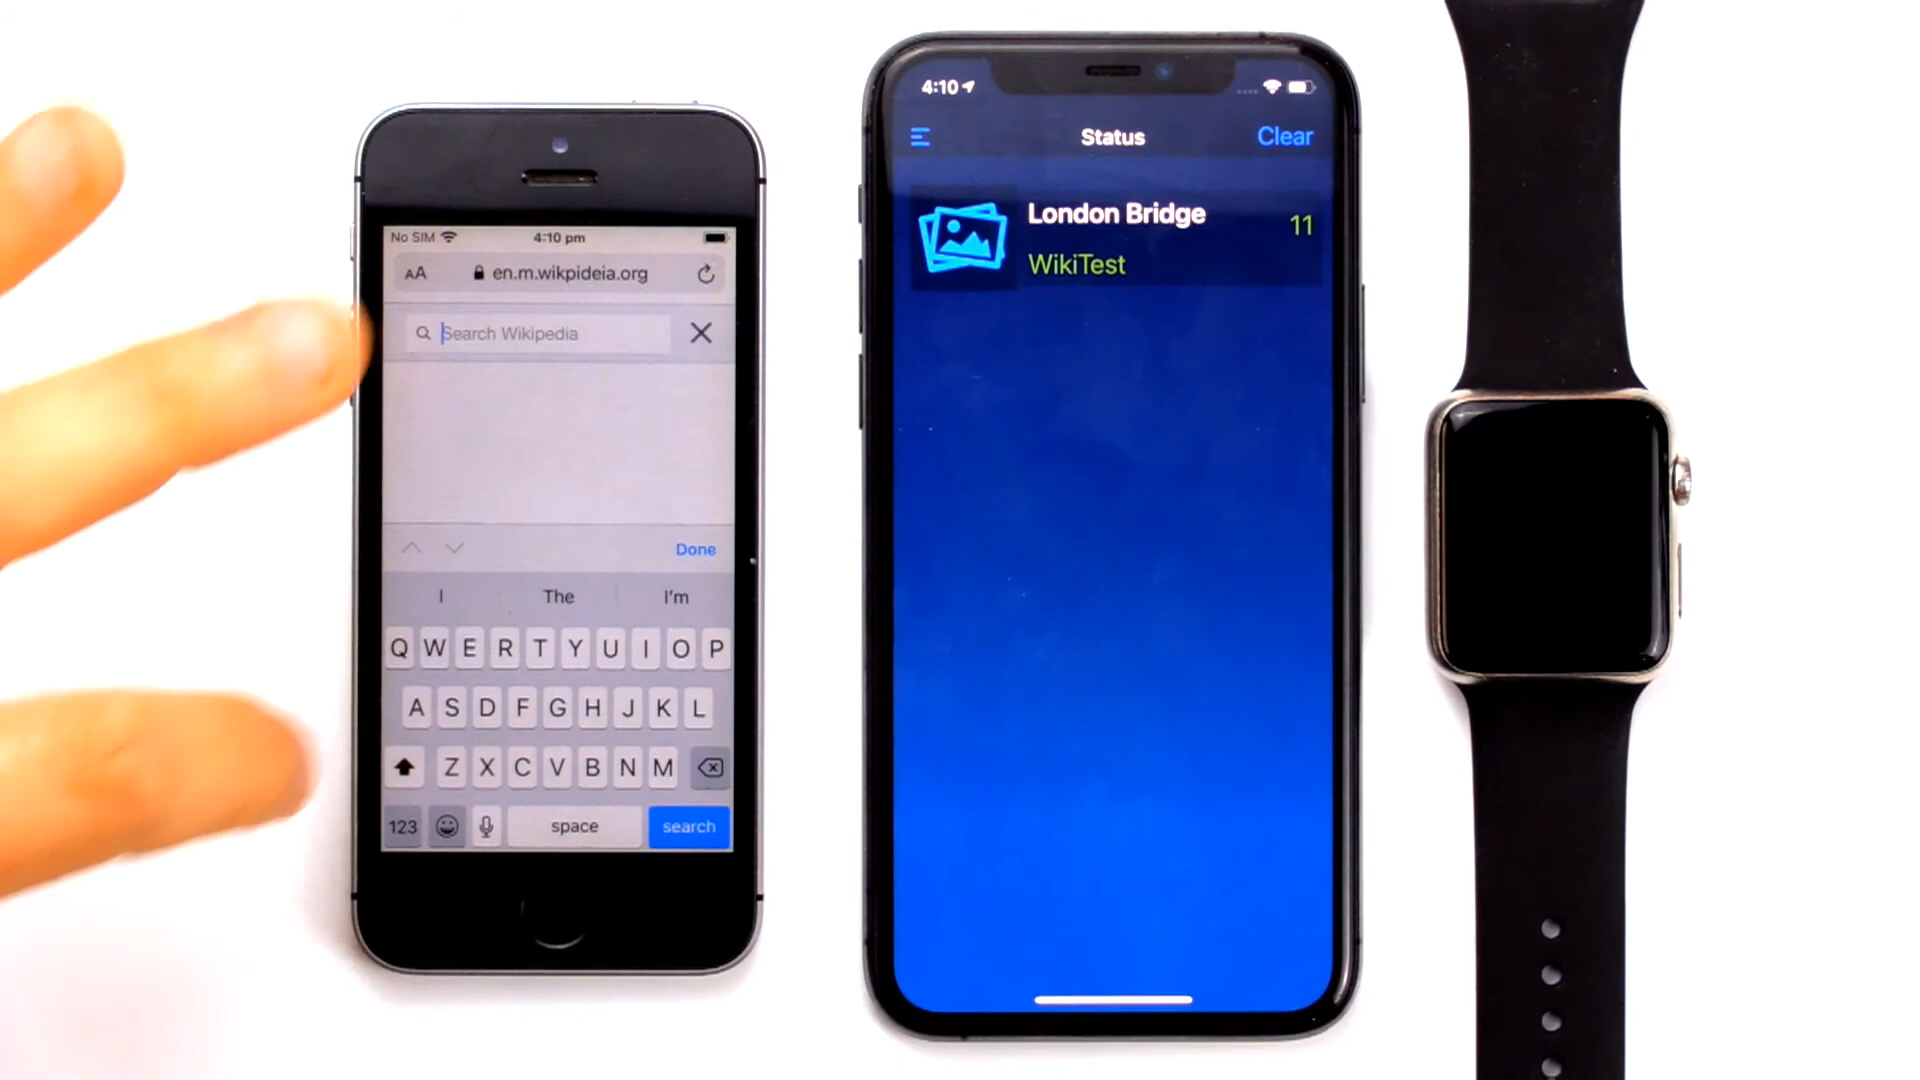 No SIM 4:10 pm
AA en.m.wikpideia.org
Search Wikipedia
Done
I The I'm
Q W E R T Y U I O P
A S D F G H J K L
Z X C V B N M
123 space search
4:10
Status Clear
London Bridge 11
WikiTest